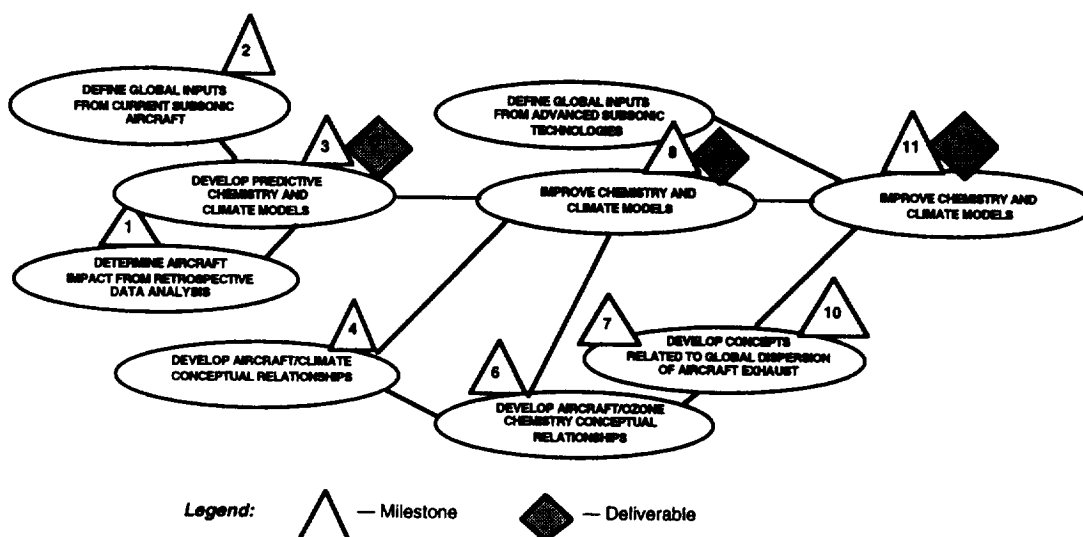 2
DEFINE GLOBAL INPUTS
FROM CURRENT SUBSONIC
AIRCRAFT
3
DEVELOP PREDICTIVE
CHEMISTRY AND
CLIMATE MODELS
1
DETERMINE AIRCRAFT
IMPACT FROM RETROSPECTIVE
DATA ANALYSIS
4
DEVELOP AIRCRAFT/CLIMATE
CONCEPTUAL RELATIONSHIPS
DEFINE GLOBAL INPUTS
FROM ADVANCED SUBSONIC
TECHNOLOGIES
8
IMPROVE CHEMISTRY AND
CLIMATE MODELS
6
DEVELOP AIRCRAFT/OZONE
CHEMISTRY CONCEPTUAL
RELATIONSHIPS
7
10
DEVELOP CONCEPTS
RELATED TO GLOBAL DISPERSION
OF AIRCRAFT EXHAUST
11
IMPROVE CHEMISTRY AND
CLIMATE MODELS
Legend:
— Milestone
— Deliverable